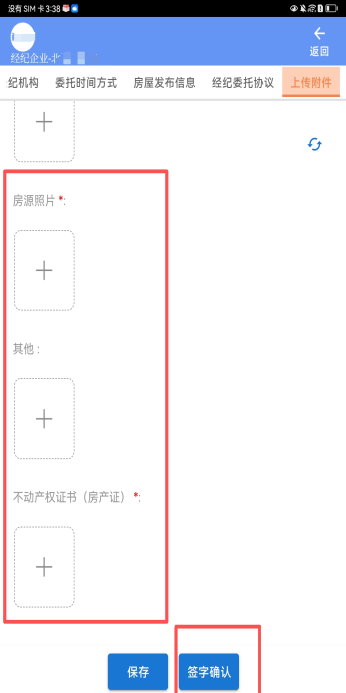 没有 SIM 卡 3:38
返回
经纪企业-北
纪机构 委托时间方式 房屋发布信息 经纪委托协议 上传附件
房源照片 *:
其他 :
不动产权证书（房产证） *:
保存 签字确认